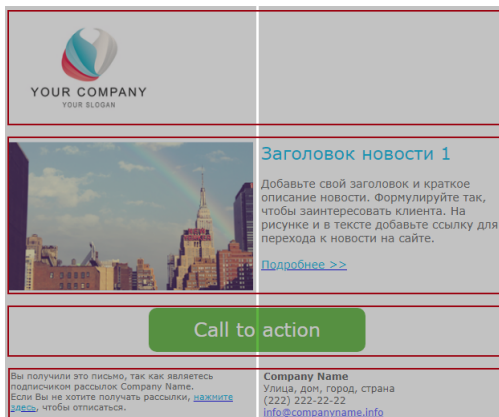 YOUR COMPANY
YOUR SLOGAN
Заголовок новости 1
Добавьте свой заголовок и краткое
описание новости. Формулируйте так,
чтобы заинтересовать клиента. На
рисунке и в тексте добавьте ссылку для
перехода к новости на сайте.
Подробнее >>
Call to action
Вы получили это письмо, так как являетесь
подписчиком рассылок Company Name.
Если Вы не хотите получать рассылки, нажмите
здесь, чтобы отписаться.
Company Name
Улица, дом, город, страна
(222) 222-22-22
info@companyname.info